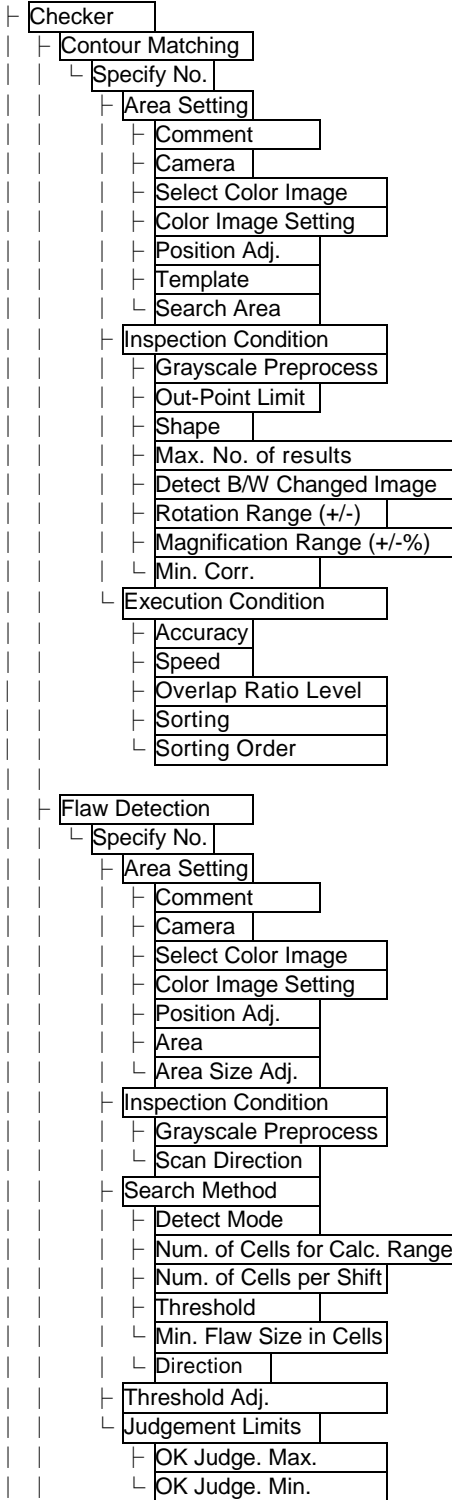 Checker
Contour Matching
Specify No.
Area Setting
Comment
Camera
Select Color Image
Color Image Setting
Position Adj.
Template
Search Area
Inspection Condition
Grayscale Preprocess
Out-Point Limit
Shape
Max. No. of results
Detect B/W Changed Image
Rotation Range (+/-)
Magnification Range (+/-%)
Min. Corr.
Execution Condition
Accuracy
Speed
Overlap Ratio Level
Sorting
Sorting Order
Flaw Detection
Specify No.
Area Setting
Comment
Camera
Select Color Image
Color Image Setting
Position Adj.
Area
Area Size Adj.
Inspection Condition
Grayscale Preprocess
Scan Direction
Search Method
Detect Mode
Num. of Cells for Calc. Range
Num. of Cells per Shift
Threshold
Min. Flaw Size in Cells
Direction
Threshold Adj.
Judgement Limits
OK Judge. Max.
OK Judge. Min.